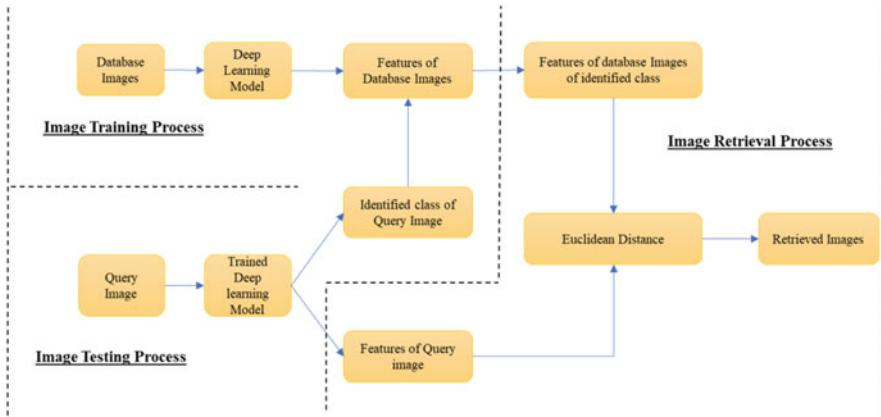 Database
Images
Deep
Learning
Model
Features of
Database Images
Features of database Images
of identified class
Image Training Process
Image Retrieval Process
Identified class of
Query Image
Euclidean Distance
Retrieved Images
Query
Image
Trained
Deep
learning
Model
Image Testing Process
Features of Query
image